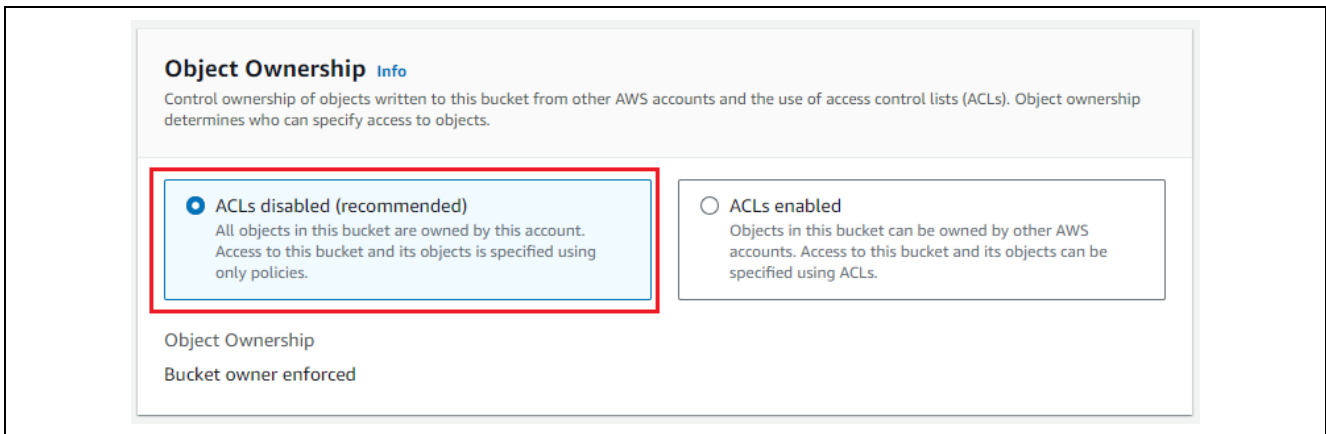 Object Ownership Info
Control ownership of objects written to this bucket from other AWS accounts and the use of access control lists (ACLs). Object ownership
determines who can specify access to objects.
ACLs disabled (recommended)
All objects in this bucket are owned by this account.
Access to this bucket and its objects is specified using
only policies.
ACLs enabled
Objects in this bucket can be owned by other AWS
accounts. Access to this bucket and its objects can be
specified using ACLs.
Object Ownership
Bucket owner enforced